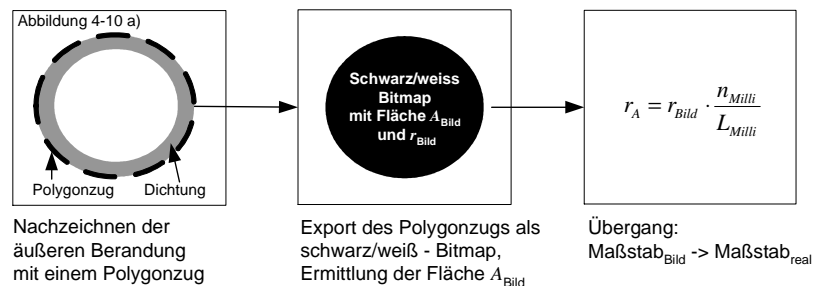 Abbildung 4-10 a)
Polygonzug
Dichtung
Schwarz/weiss
Bitmap
mit Fläche A_Bild
und r_Bild
r_A = r_Bild · n_Milli / L_Milli
Nachzeichnen der
äußeren Berandung
mit einem Polygonzug
Export des Polygonzugs als
schwarz/weiß - Bitmap,
Ermittlung der Fläche A_Bild
Übergang:
Maßstab_Bild -> Maßstab_real